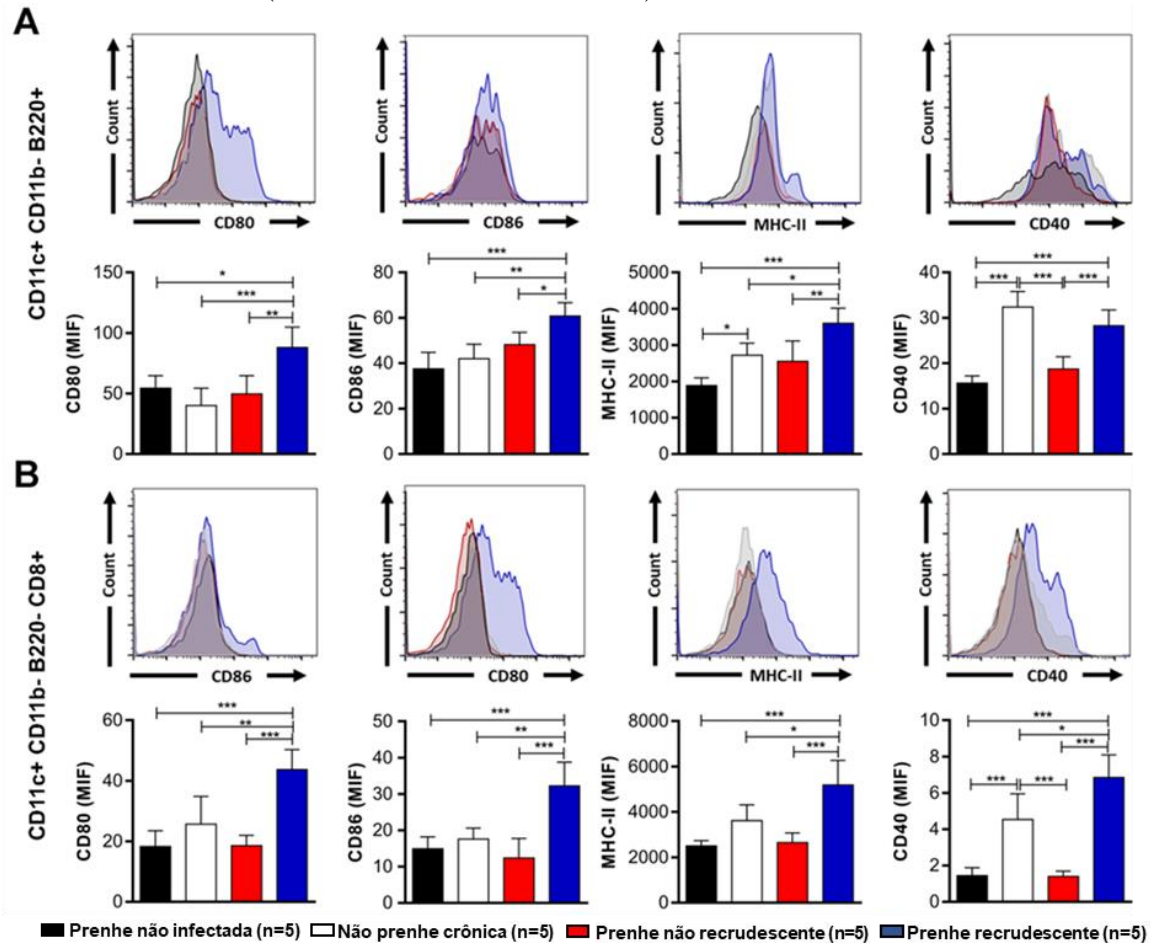 A
CD11c+ CD11b- B220+
Count
CD80
Count
CD86
Count
MHC-II
Count
CD40
CD80 (MIF)
150
100
50
0
*
***
**
CD86 (MIF)
80
60
40
20
0
***
**
*
MHC-II (MIF)
5000
4000
3000
2000
1000
0
***
*
**
*
CD40 (MIF)
40
30
20
10
0
***
*** *** ***
B
CD11c+ CD11b- B220- CD8+
Count
CD86
Count
CD80
Count
MHC-II
Count
CD40
CD80 (MIF)
60
40
20
0
***
**
***
CD86 (MIF)
50
40
30
20
10
0
***
**
***
MHC-II (MIF)
8000
6000
4000
2000
0
***
*
***
CD40 (MIF)
10
8
6
4
2
0
***
*
***
*** ***
Prenhe não infectada (n=5) Não prenhe crônica (n=5) Prenhe não recrudescente (n=5) Prenhe recrudescente (n=5)